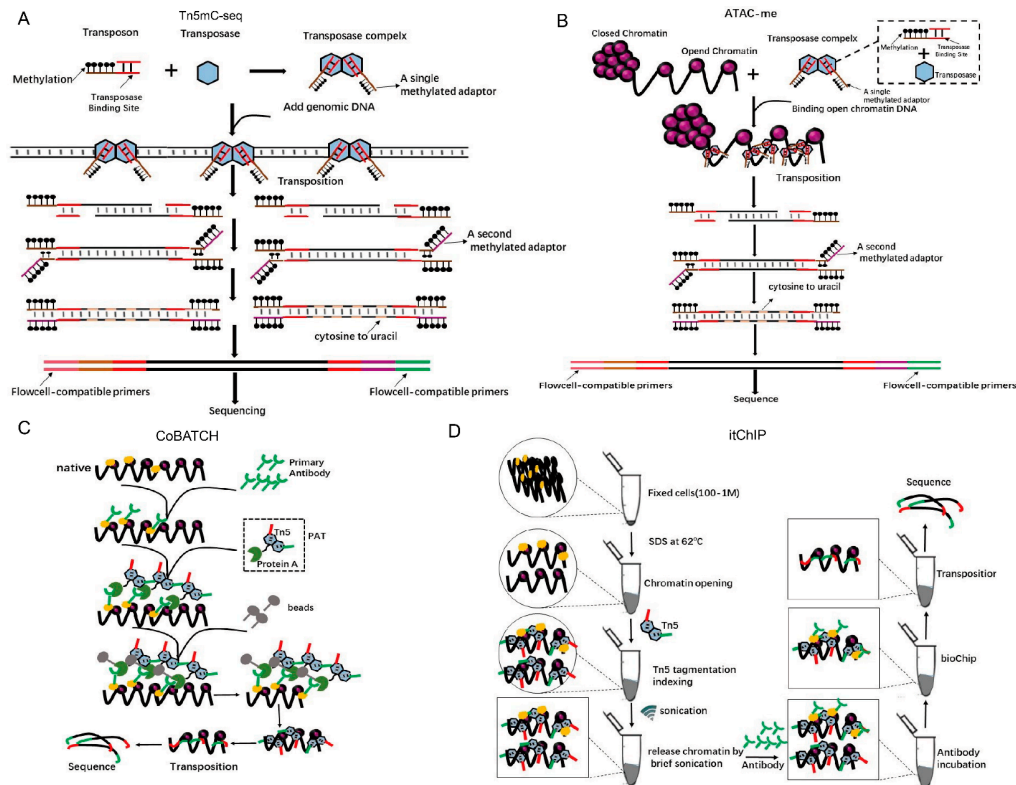 A
Tn5mC-seq
Transposon
Transposase
Transposase compelx
Methylation
Transposase
Binding Site
A single
methylated adaptor
Add genomic DNA
Transposition
A second
methylated adaptor
cytosine to uracil
Flowcell-compatible primers
Flowcell-compatible primers
Sequencing
B
ATAC-me
Closed Chromatin
Opend Chromatin
Transposase compelx
Methylation
Transposase
Binding Site
Transposase
A single
methylated adaptor
Binding open chromatin DNA
Transposition
A second
methylated adaptor
cytosine to uracil
Flowcell-compatible primers
Flowcell-compatible primers
Sequence
C
CoBATCH
native
Primary
Antibody
Tn5
PAT
Protein A
beads
Sequence
Transposition
D
itChIP
Fixed cells(100-1M)
SDS at 62°C
Chromatin opening
Tn5
Tn5 tagmentation
indexing
sonication
release chromatin by
brief sonication
Antibody
Antibody
incubation
bioChip
Transpositior
Sequence